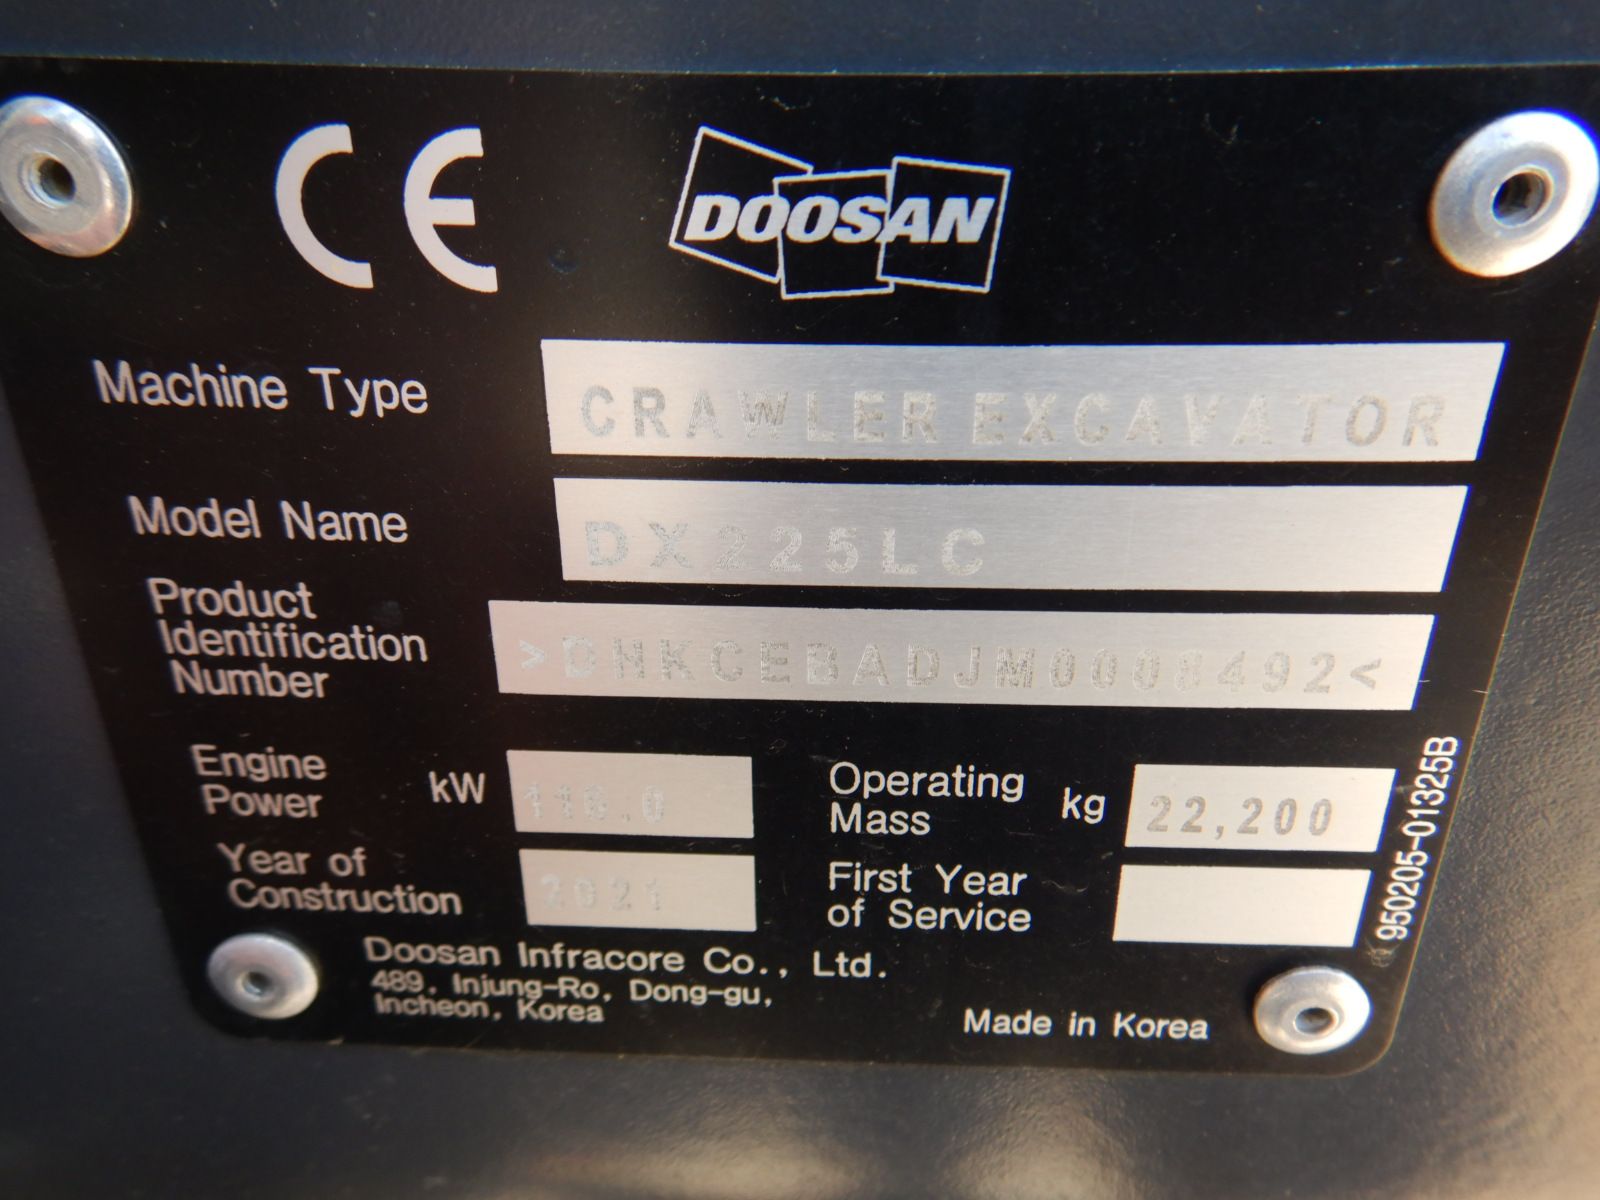 CE
DOOSAN
Machine Type CRAWLER EXCAVATOR
Model Name DX225LC
Product
Identification
Number
>DHKCEBADJM0008492<
Engine
Power kW
Operating
Mass kg 22,200
Year of
Construction 2021
First Year
of Service
Doosan Infracore Co., Ltd.
489, Injung-Ro, Dong-gu,
Incheon, Korea
Made in Korea
950205-01325B